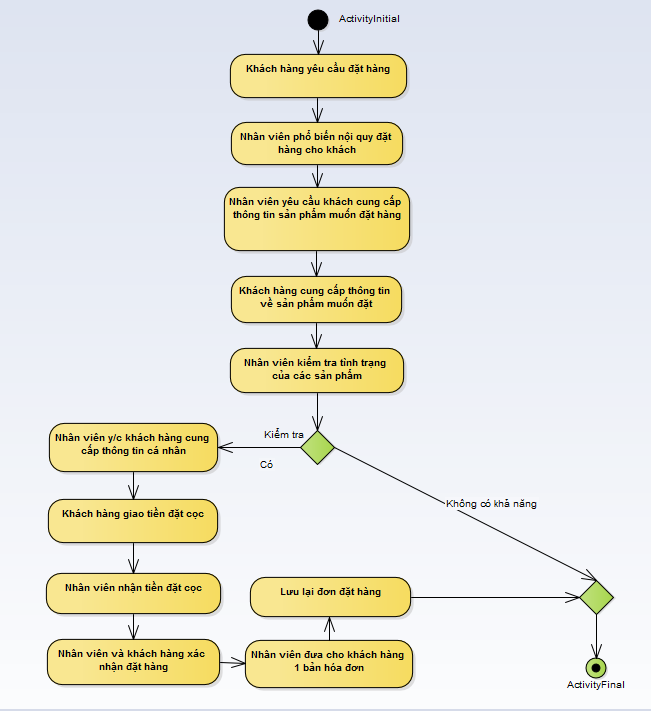 ActivityInitial
Khách hàng yêu cầu đặt hàng
Nhân viên phổ biến nội quy đặt
hàng cho khách
Nhân viên yêu cầu khách cung cấp
thông tin sản phẩm muốn đặt hàng
Khách hàng cung cấp thông tin
về sản phẩm muốn đặt
Nhân viên kiểm tra tình trạng
của các sản phẩm
Kiểm tra
Có
Không có khả năng
Nhân viên y/c khách hàng cung
cấp thông tin cá nhân
Khách hàng giao tiền đặt cọc
Nhân viên nhận tiền đặt cọc
Nhân viên và khách hàng xác
nhận đặt hàng
Nhân viên đưa cho khách hàng
1 bản hóa đơn
Lưu lại đơn đặt hàng
ActivityFinal